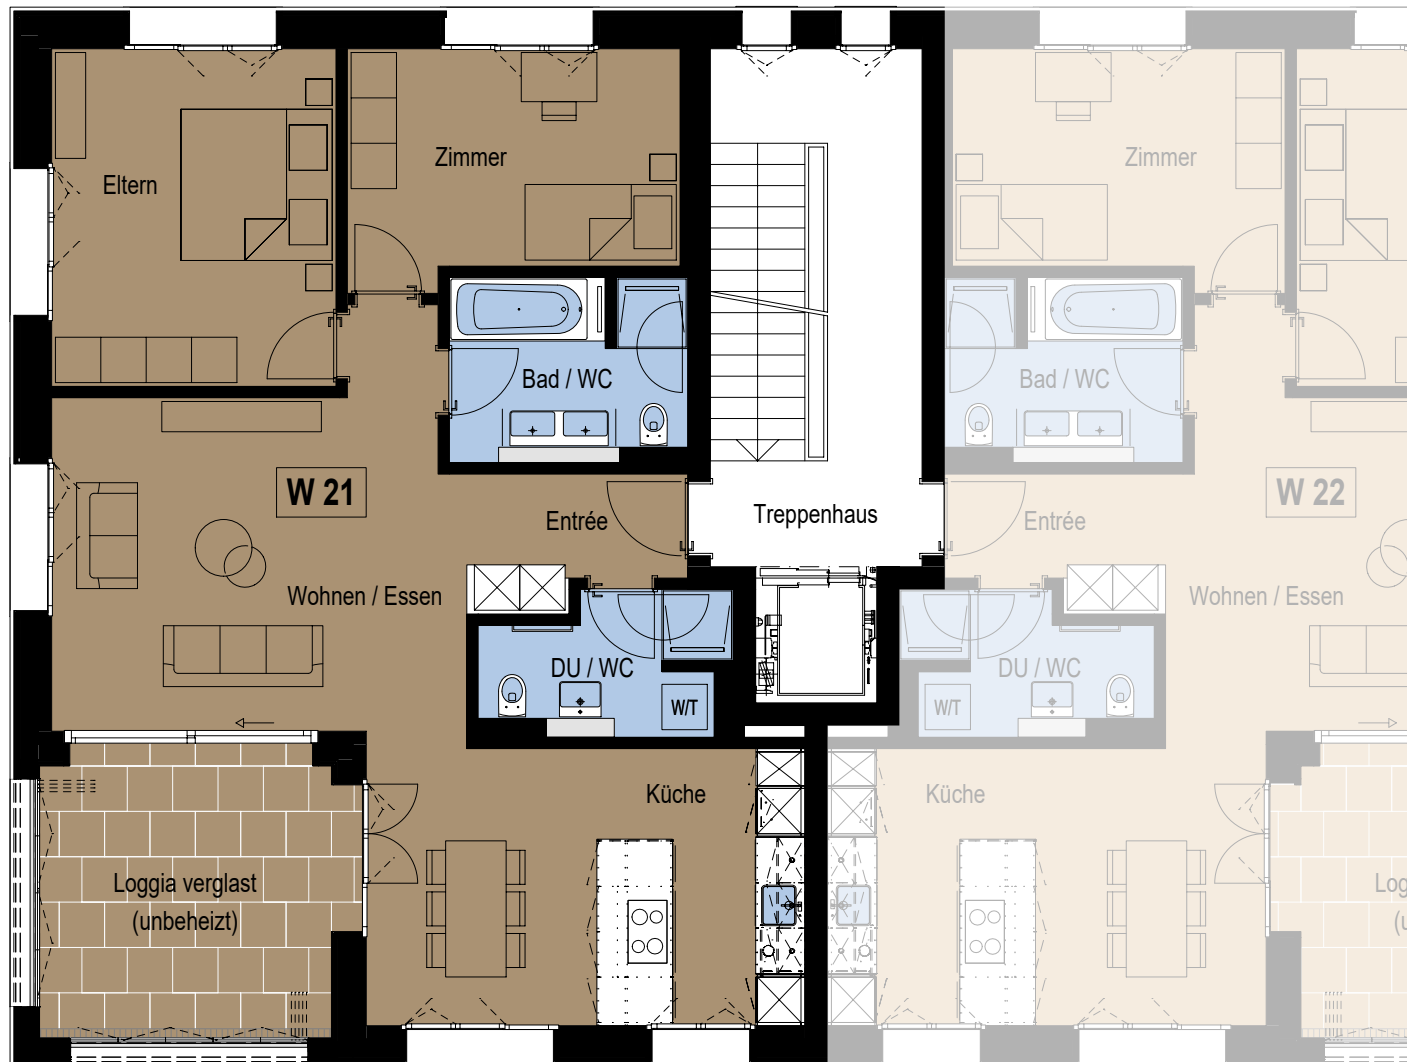 Eltern
Zimmer
Zimmer
Bad / WC
Bad / WC
W 21
W 22
Entrée
Treppenhaus
Entrée
Wohnen / Essen
Wohnen / Essen
DU / WC
DU / WC
W/T
W/T
Küche
Küche
Loggia verglast
(unbeheizt)
Log
(u